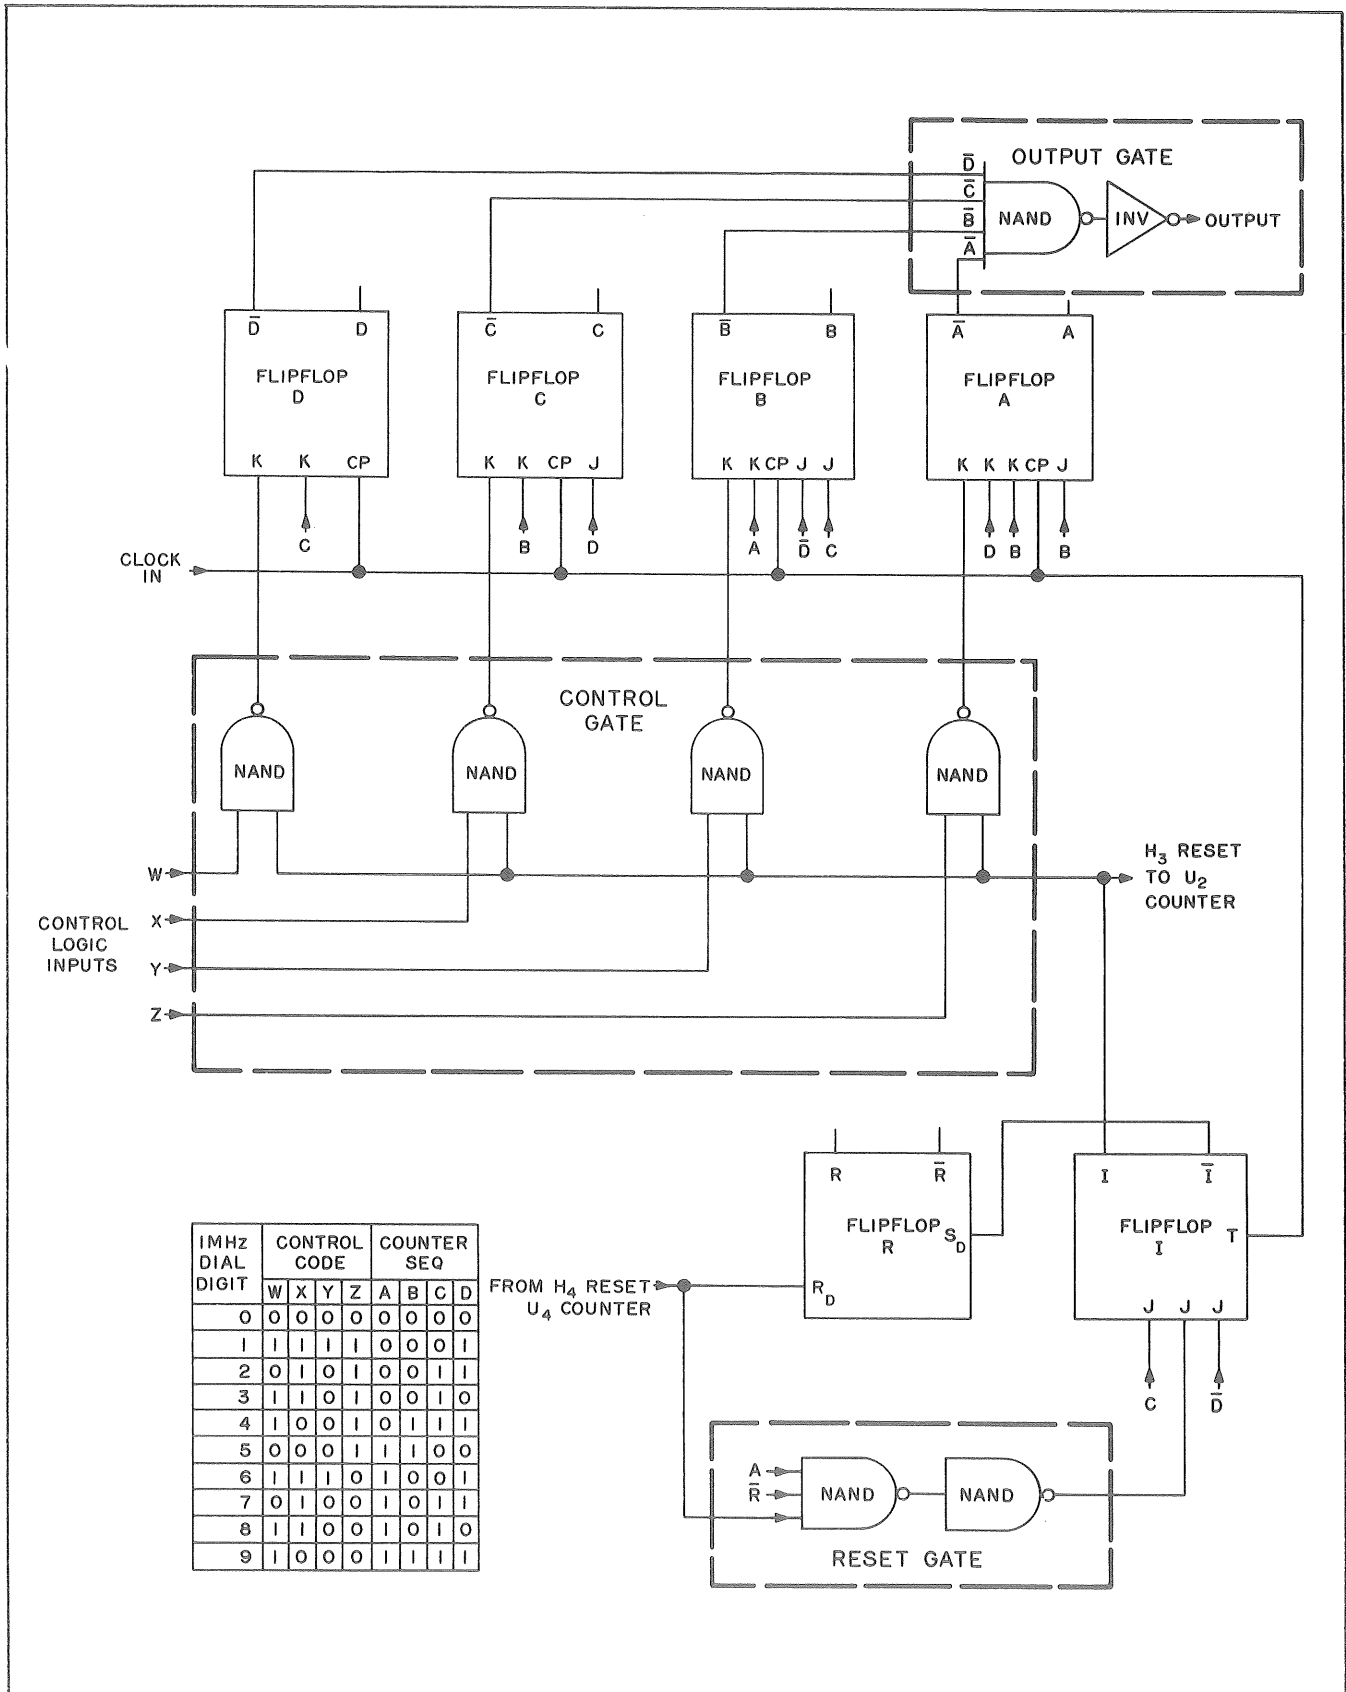 OUTPUT GATE
D̄
C̄
B̄
Ā
NAND
INV
OUTPUT
D̄ D
FLIPFLOP
D
K K CP
C
C̄ C
FLIPFLOP
C
K K CP J
B D
B̄ B
FLIPFLOP
B
K K CP J J
A D̄ C
Ā A
FLIPFLOP
A
K K K CP J
D B B
CLOCK
IN
CONTROL
GATE
NAND
NAND
NAND
NAND
CONTROL
LOGIC
INPUTS
W
X
Y
Z
H3 RESET
TO U2
COUNTER
R R̄
FLIPFLOP
R
SD
RD
I Ī
FLIPFLOP
I
T
J J J
C D̄
FROM H4 RESET
U4 COUNTER
A
R̄
NAND
NAND
RESET GATE
1MHz DIAL DIGIT CONTROL CODE COUNTER SEQ
W X Y Z A B C D
0 0 0 0 0 0 0 0 0
1 1 1 1 1 0 0 0 1
2 0 1 0 1 0 0 1 1
3 1 1 0 1 0 0 1 0
4 1 0 0 1 0 1 1 1
5 0 0 0 1 1 1 0 0
6 1 1 1 0 1 0 0 1
7 0 1 0 0 1 0 1 1
8 1 1 0 0 1 0 1 0
9 1 0 0 0 1 1 1 1